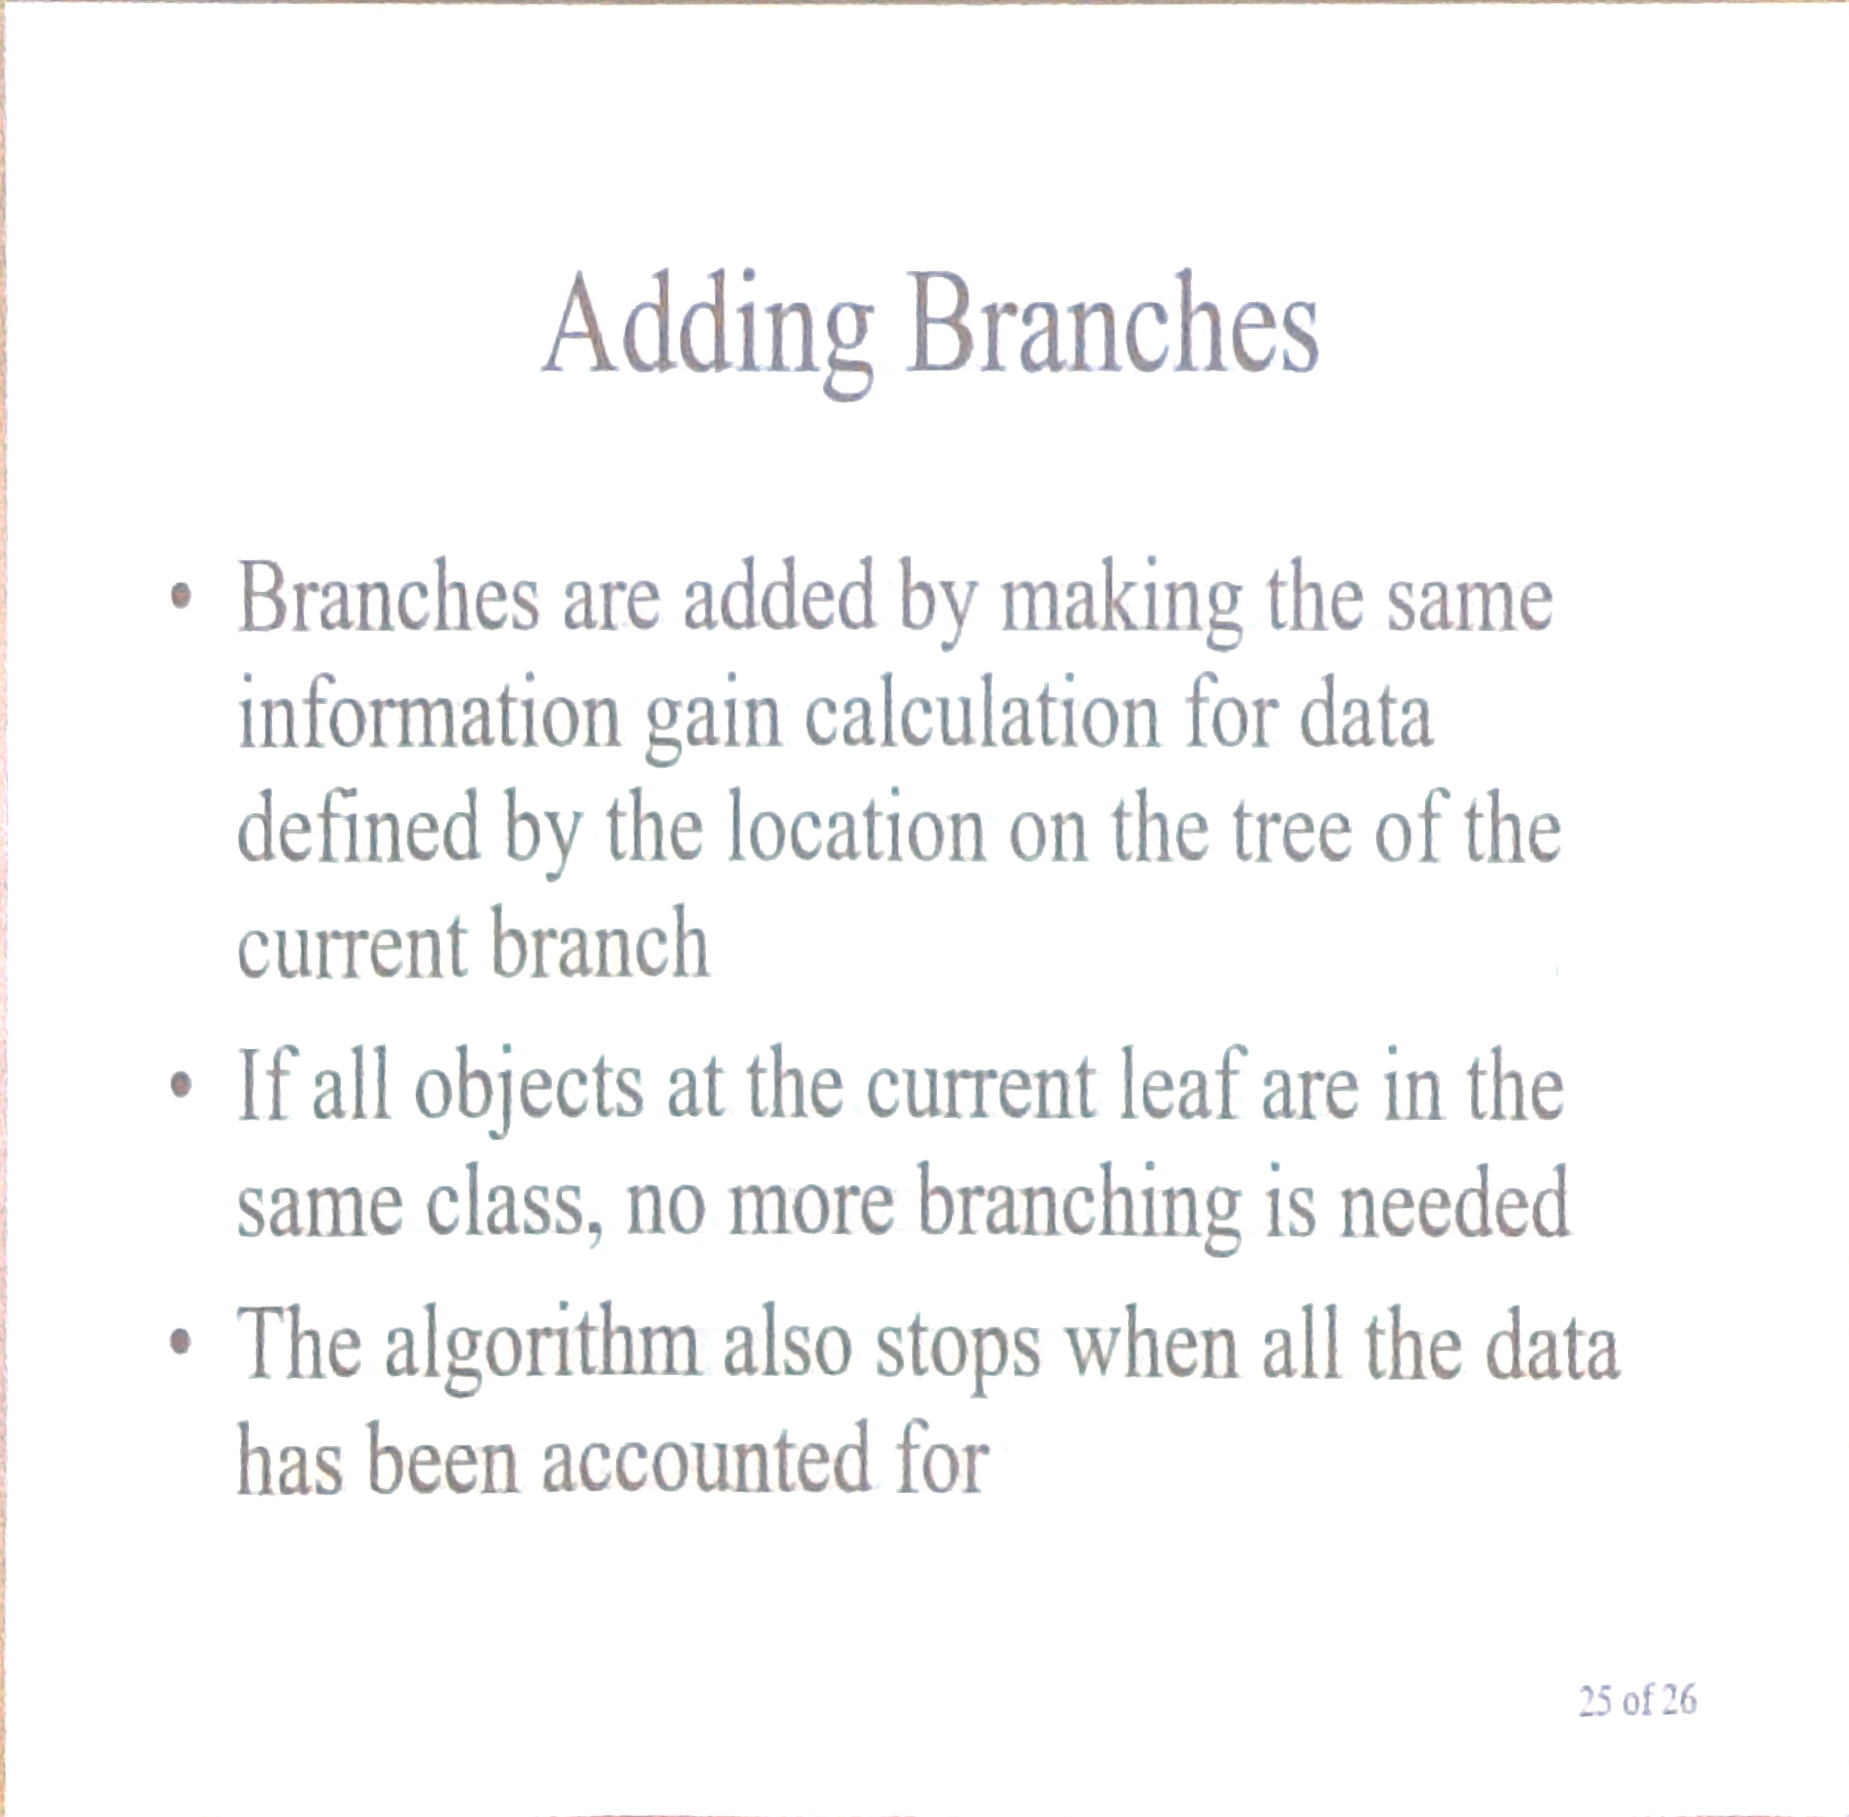 Adding Branches
• Branches are added by making the same
information gain calculation for data
defined by the location on the tree of the
current branch
• If all objects at the current leaf are in the
same class, no more branching is needed
• The algorithm also stops when all the data
has been accounted for
25 of 26